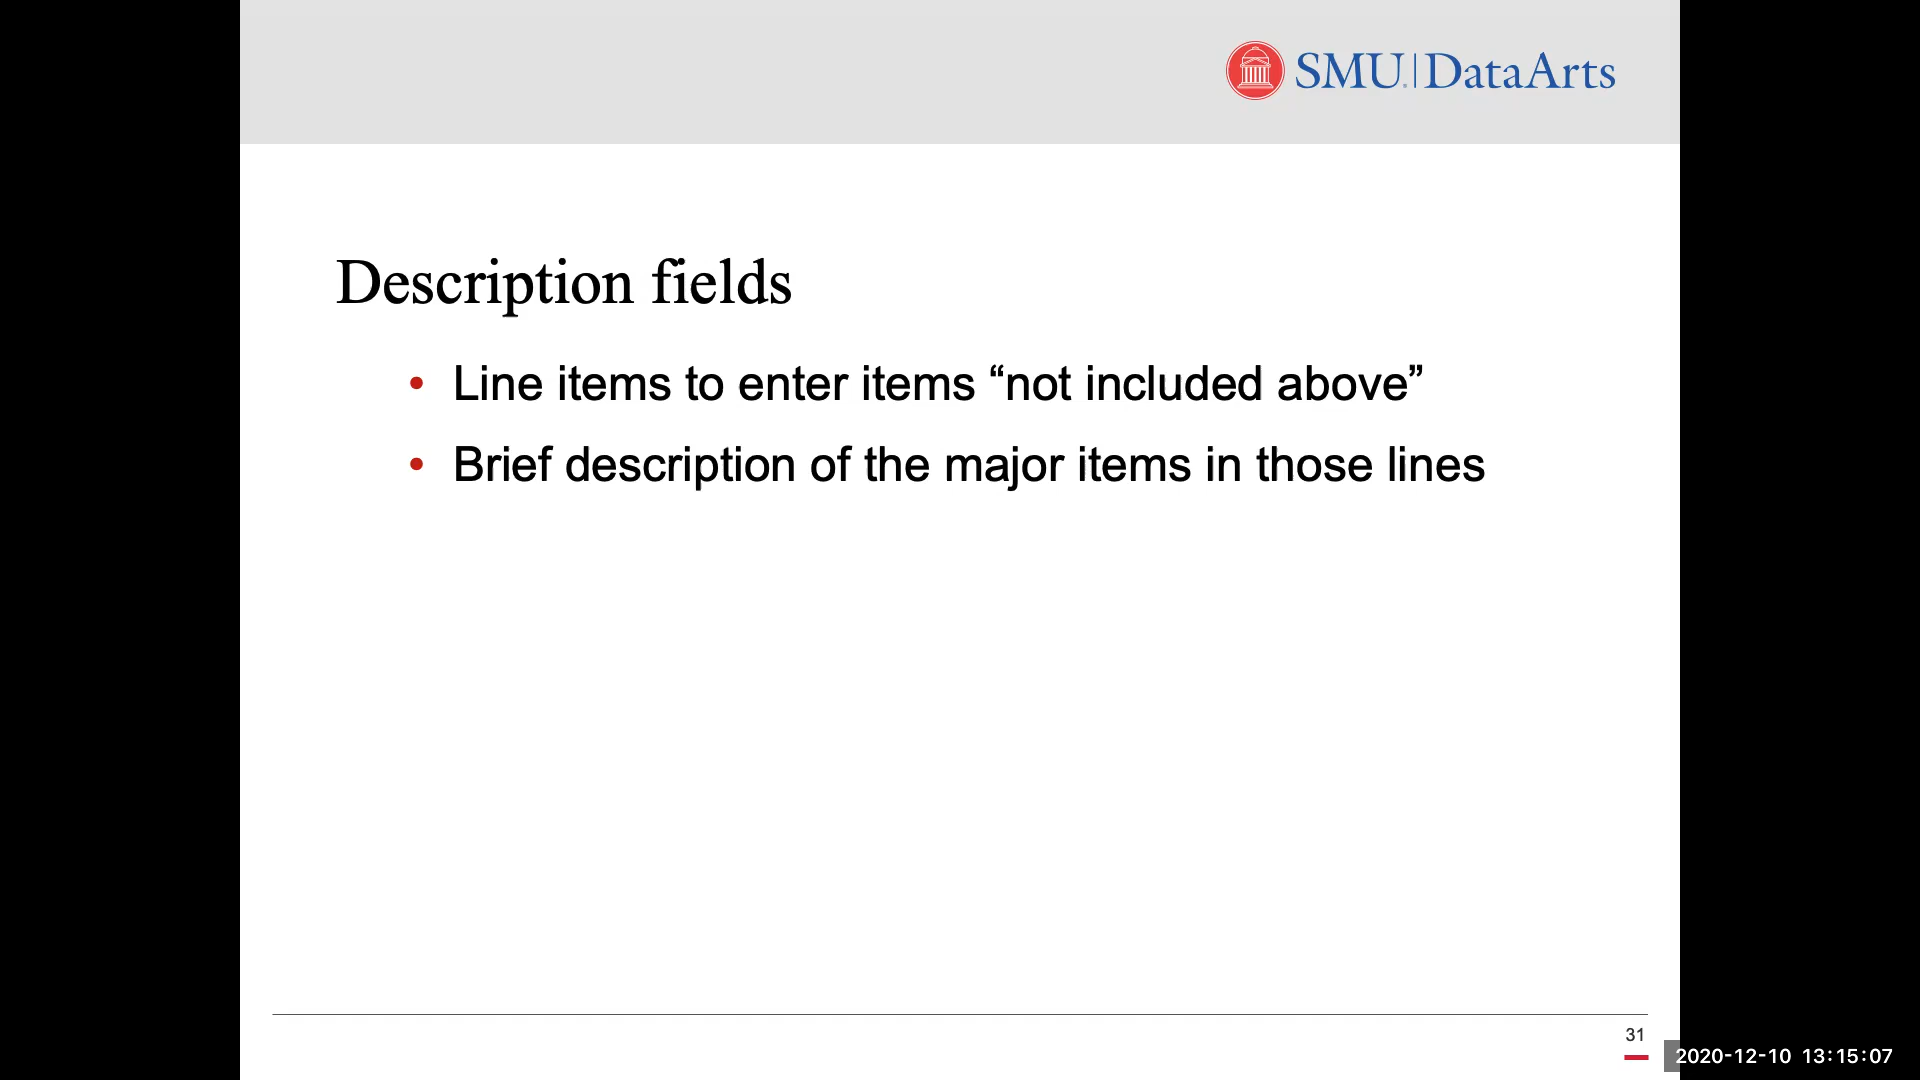 SMU. | DataArts
Description fields
• Line items to enter items “not included above”
• Brief description of the major items in those lines
31
2020-12-10 13:15:07